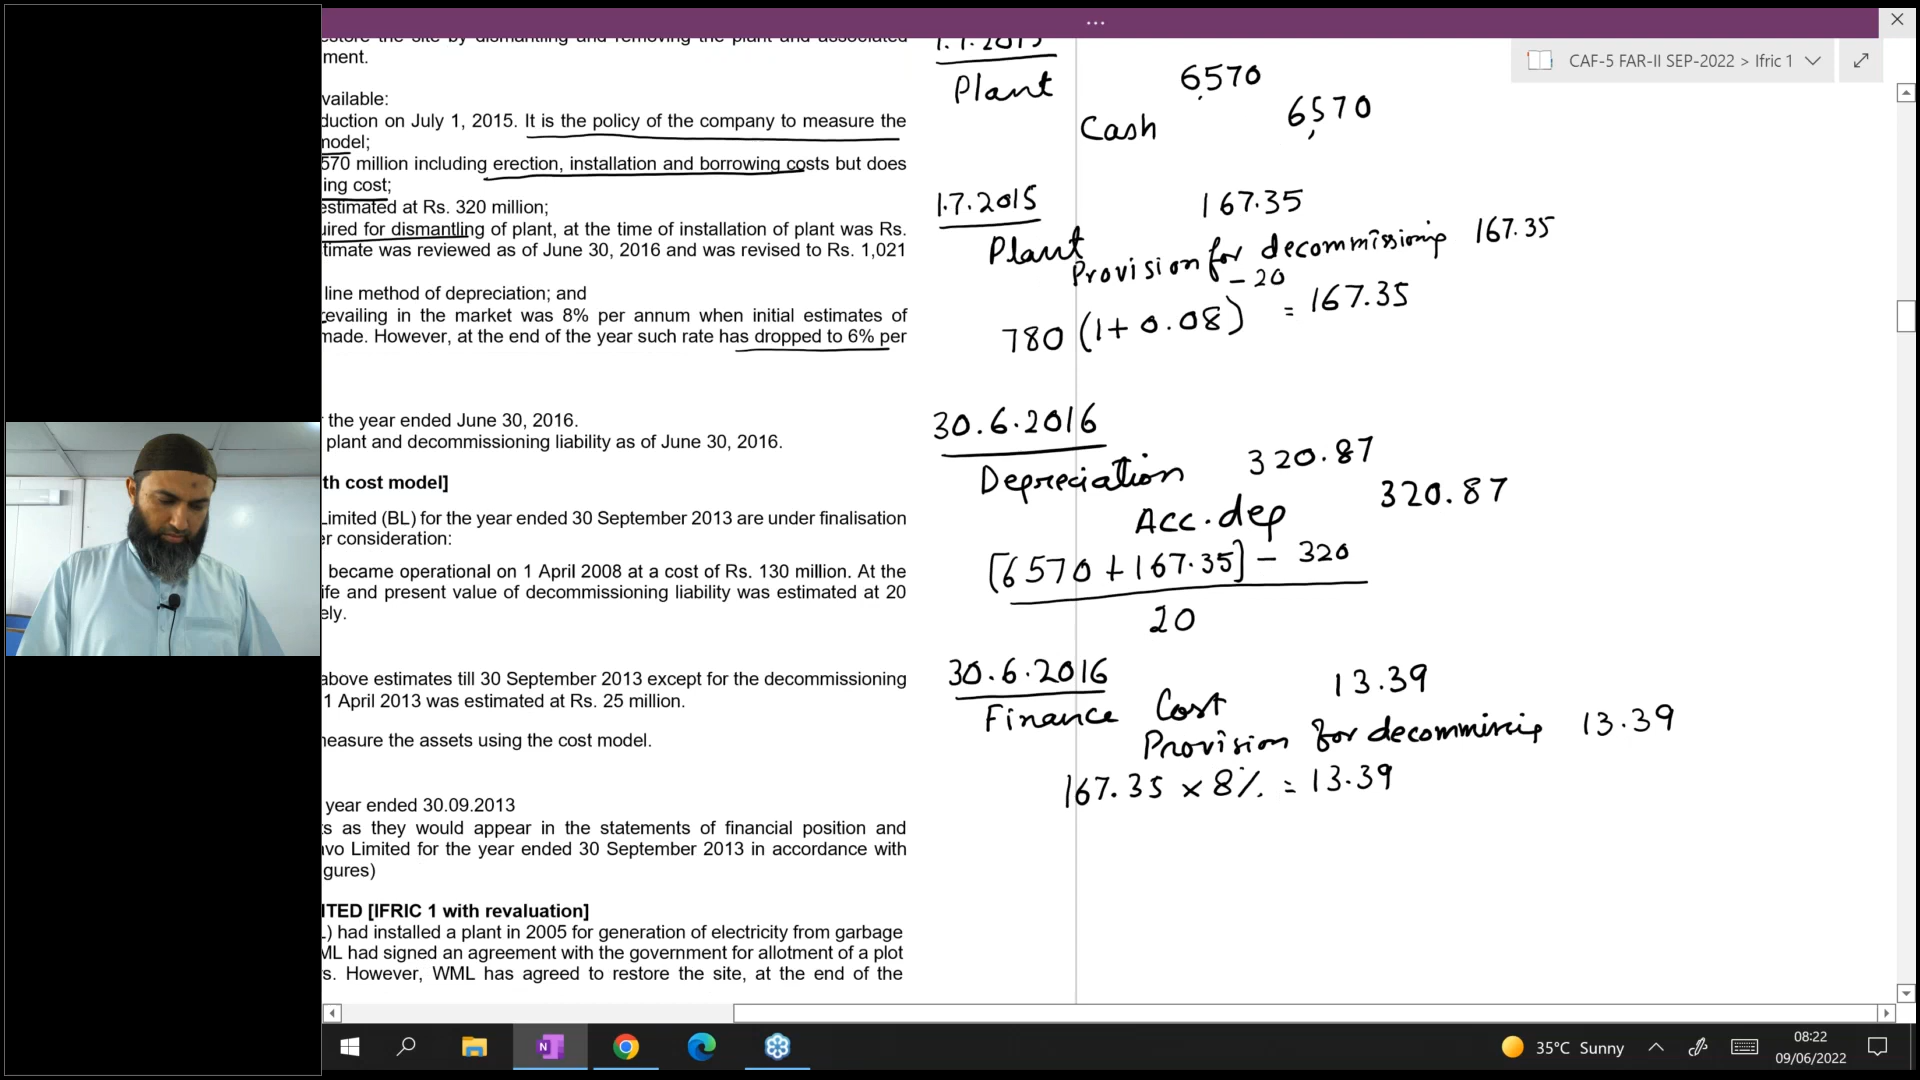 CAF-5 FAR-II SEP-2022 > Ifric 1
ment.
vailable:
duction on July 1, 2015. It is the policy of the company to measure the
model;
570 million including erection, installation and borrowing costs but does
ing cost;
estimated at Rs. 320 million;
uired for dismantling of plant, at the time of installation of plant was Rs.
timate was reviewed as of June 30, 2016 and was revised to Rs. 1,021
line method of depreciation; and
revailing in the market was 8% per annum when initial estimates of
made. However, at the end of the year such rate has dropped to 6% per
the year ended June 30, 2016.
plant and decommissioning liability as of June 30, 2016.
th cost model]
Limited (BL) for the year ended 30 September 2013 are under finalisation
er consideration:
became operational on 1 April 2008 at a cost of Rs. 130 million. At the
ife and present value of decommissioning liability was estimated at 20
ely.
above estimates till 30 September 2013 except for the decommissioning
1 April 2013 was estimated at Rs. 25 million.
measure the assets using the cost model.
year ended 30.09.2013
ts as they would appear in the statements of financial position and
avo Limited for the year ended 30 September 2013 in accordance with
gures)
ITED [IFRIC 1 with revaluation]
L) had installed a plant in 2005 for generation of electricity from garbage
ML had signed an agreement with the government for allotment of a plot
s. However, WML has agreed to restore the site, at the end of the
1.7.2015
Plant 6,570
Cash 6,570
1.7.2015
Plant 167.35
Provision for decommissioing 167.35
780 (1+0.08)^-20 = 167.35
30.6.2016
Depreciation 320.87
Acc.dep 320.87
[6570 + 167.35] - 320
20
30.6.2016
Finance Cost 13.39
Provision for decommissing 13.39
167.35 × 8% = 13.39
35°C Sunny
08:22
09/06/2022